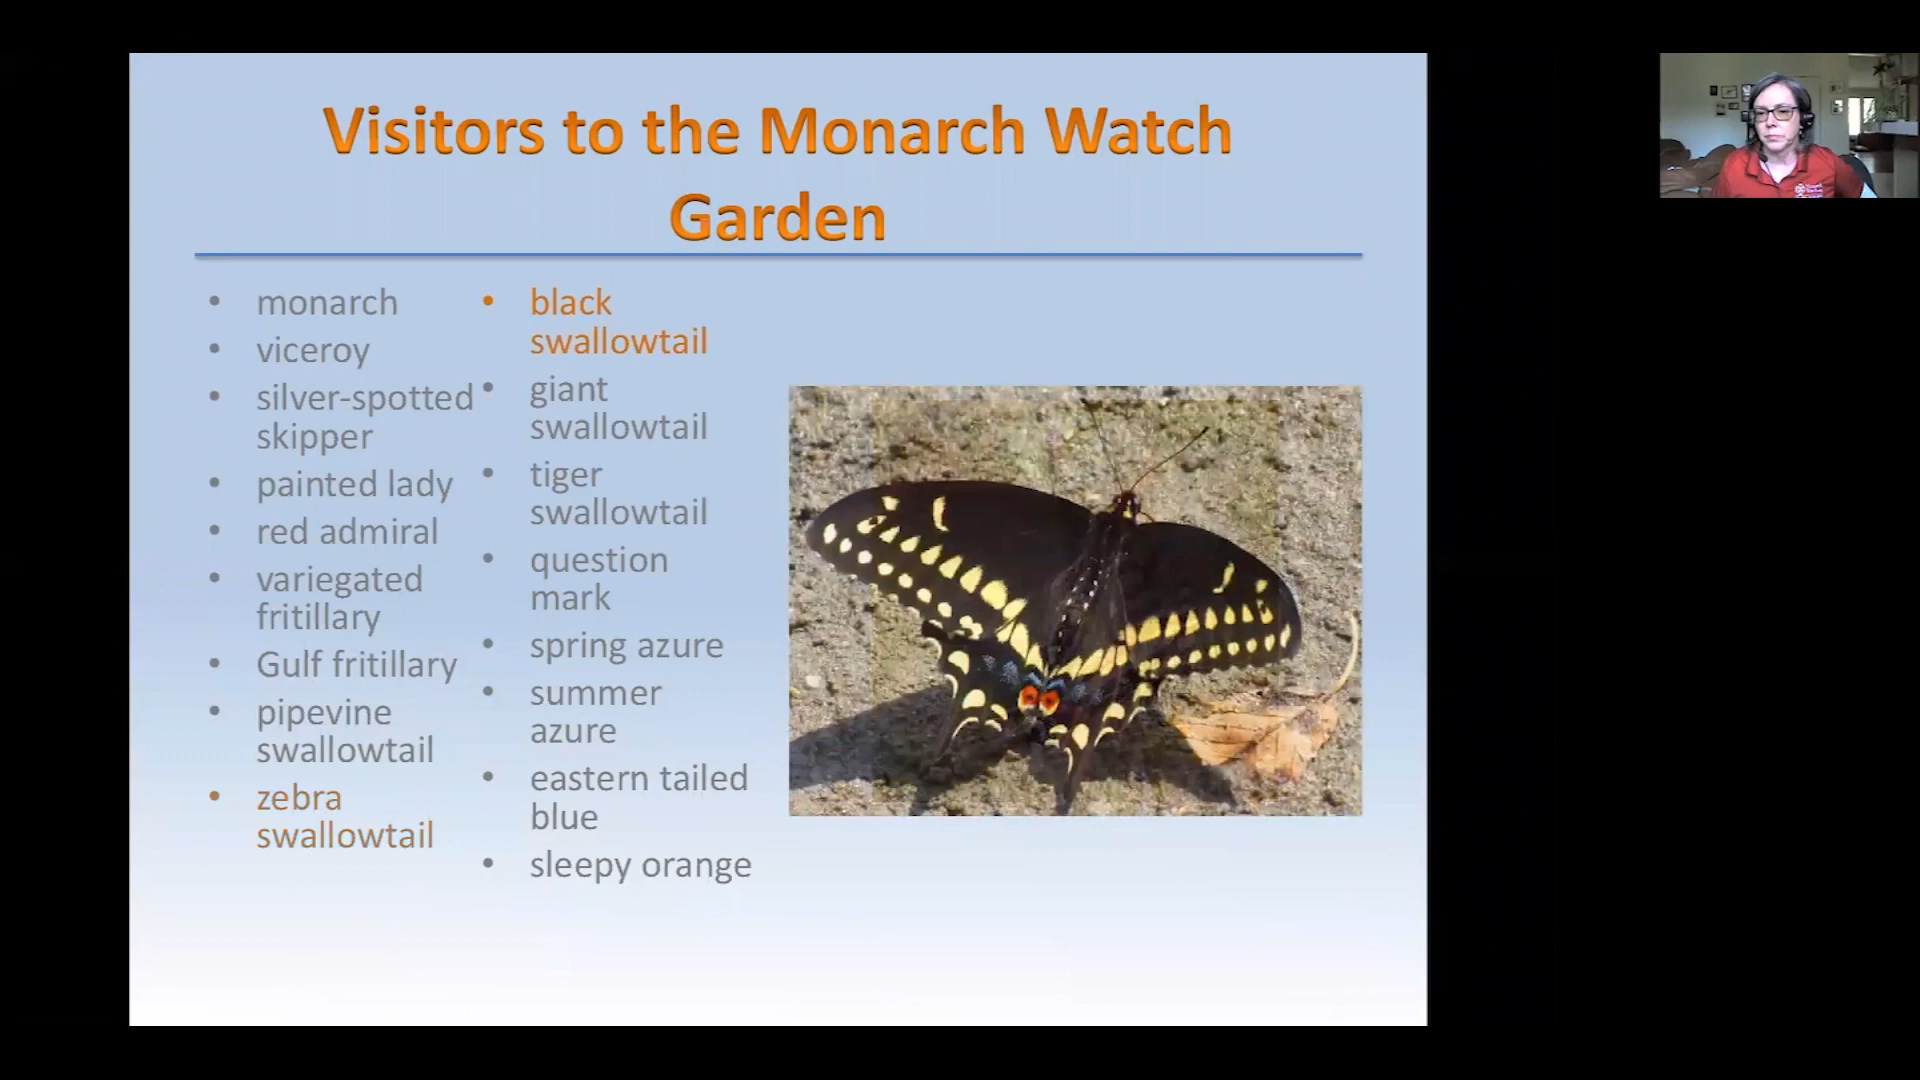 Visitors to the Monarch Watch
Garden
• monarch
• viceroy
• silver-spotted
skipper
• painted lady
• red admiral
• variegated
fritillary
• Gulf fritillary
• pipevine
swallowtail
• zebra
swallowtail
• black
swallowtail
• giant
swallowtail
• tiger
swallowtail
• question
mark
• spring azure
• summer
azure
• eastern tailed
blue
• sleepy orange